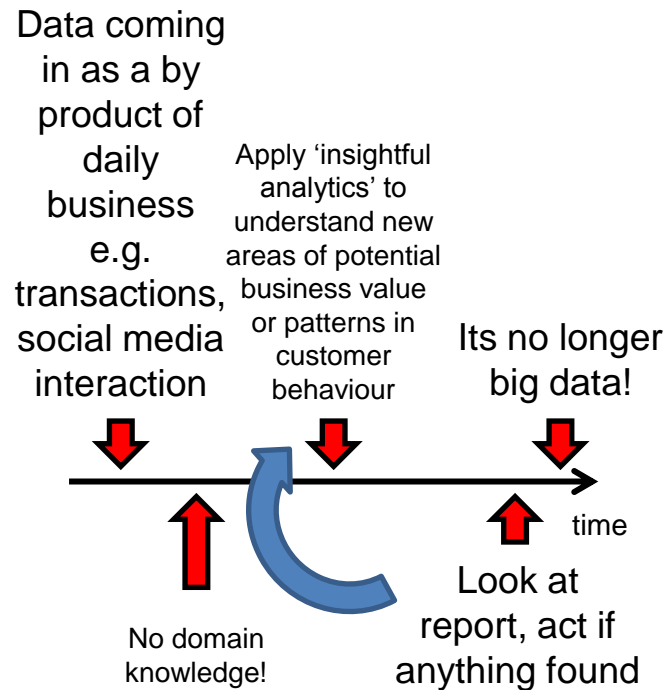 Data coming
in as a by
product of
daily
business
e.g.
transactions,
social media
interaction
Apply ‘insightful
analytics’ to
understand new
areas of potential
business value
or patterns in
customer
behaviour
Its no longer
big data!
time
No domain
knowledge!
Look at
report, act if
anything found